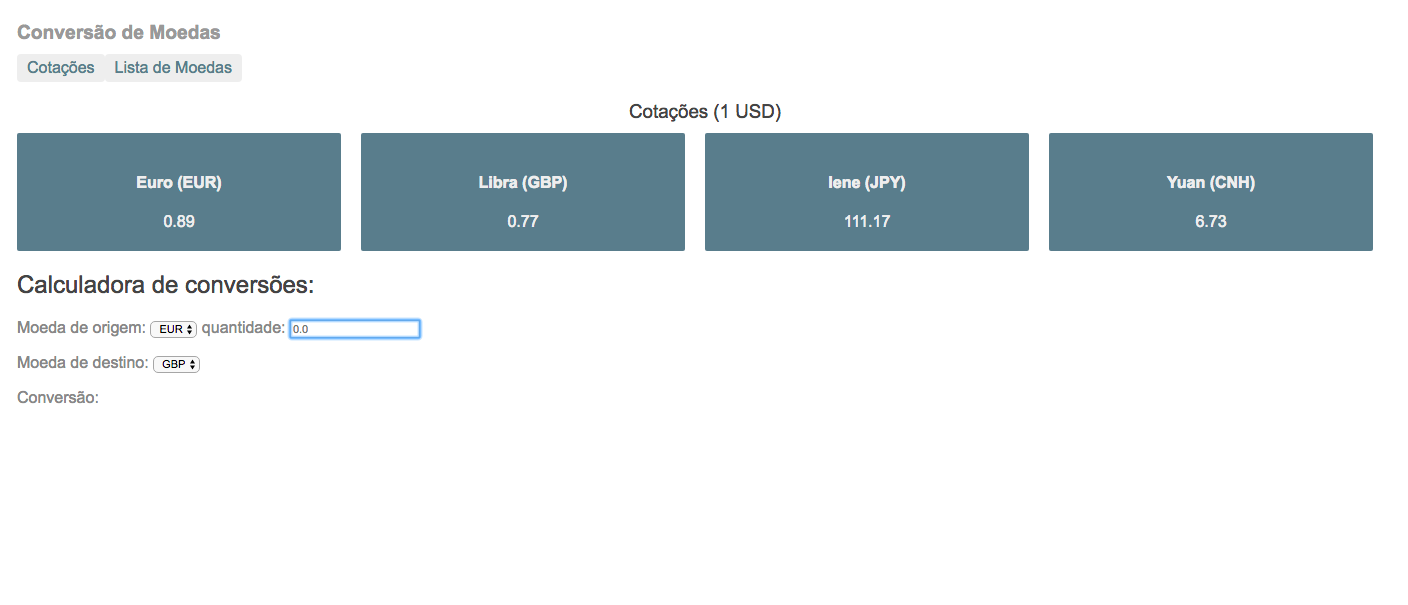 Conversão de Moedas
Cotações Lista de Moedas
Cotações (1 USD)
Euro (EUR) Libra (GBP) Iene (JPY) Yuan (CNH)
0.89 0.77 111.17 6.73
Calculadora de conversões:
Moeda de origem: EUR quantidade: 0.0
Moeda de destino: GBP
Conversão: